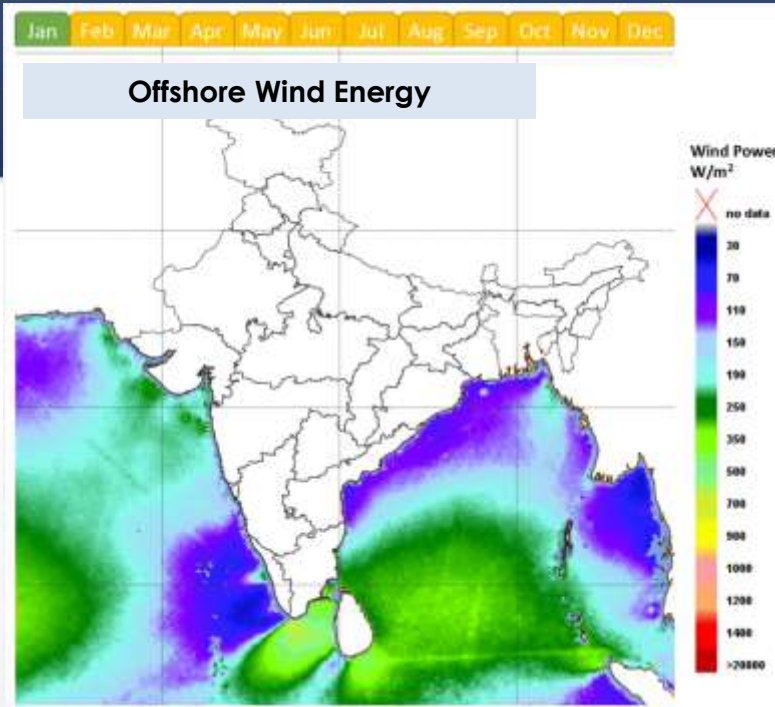 Jan Feb Mar Apr May Jun Jul Aug Sep Oct Nov Dec
Offshore Wind Energy
Wind Power
W/m²
no data
30
70
110
150
190
250
350
500
700
900
1000
1200
1400
>20000